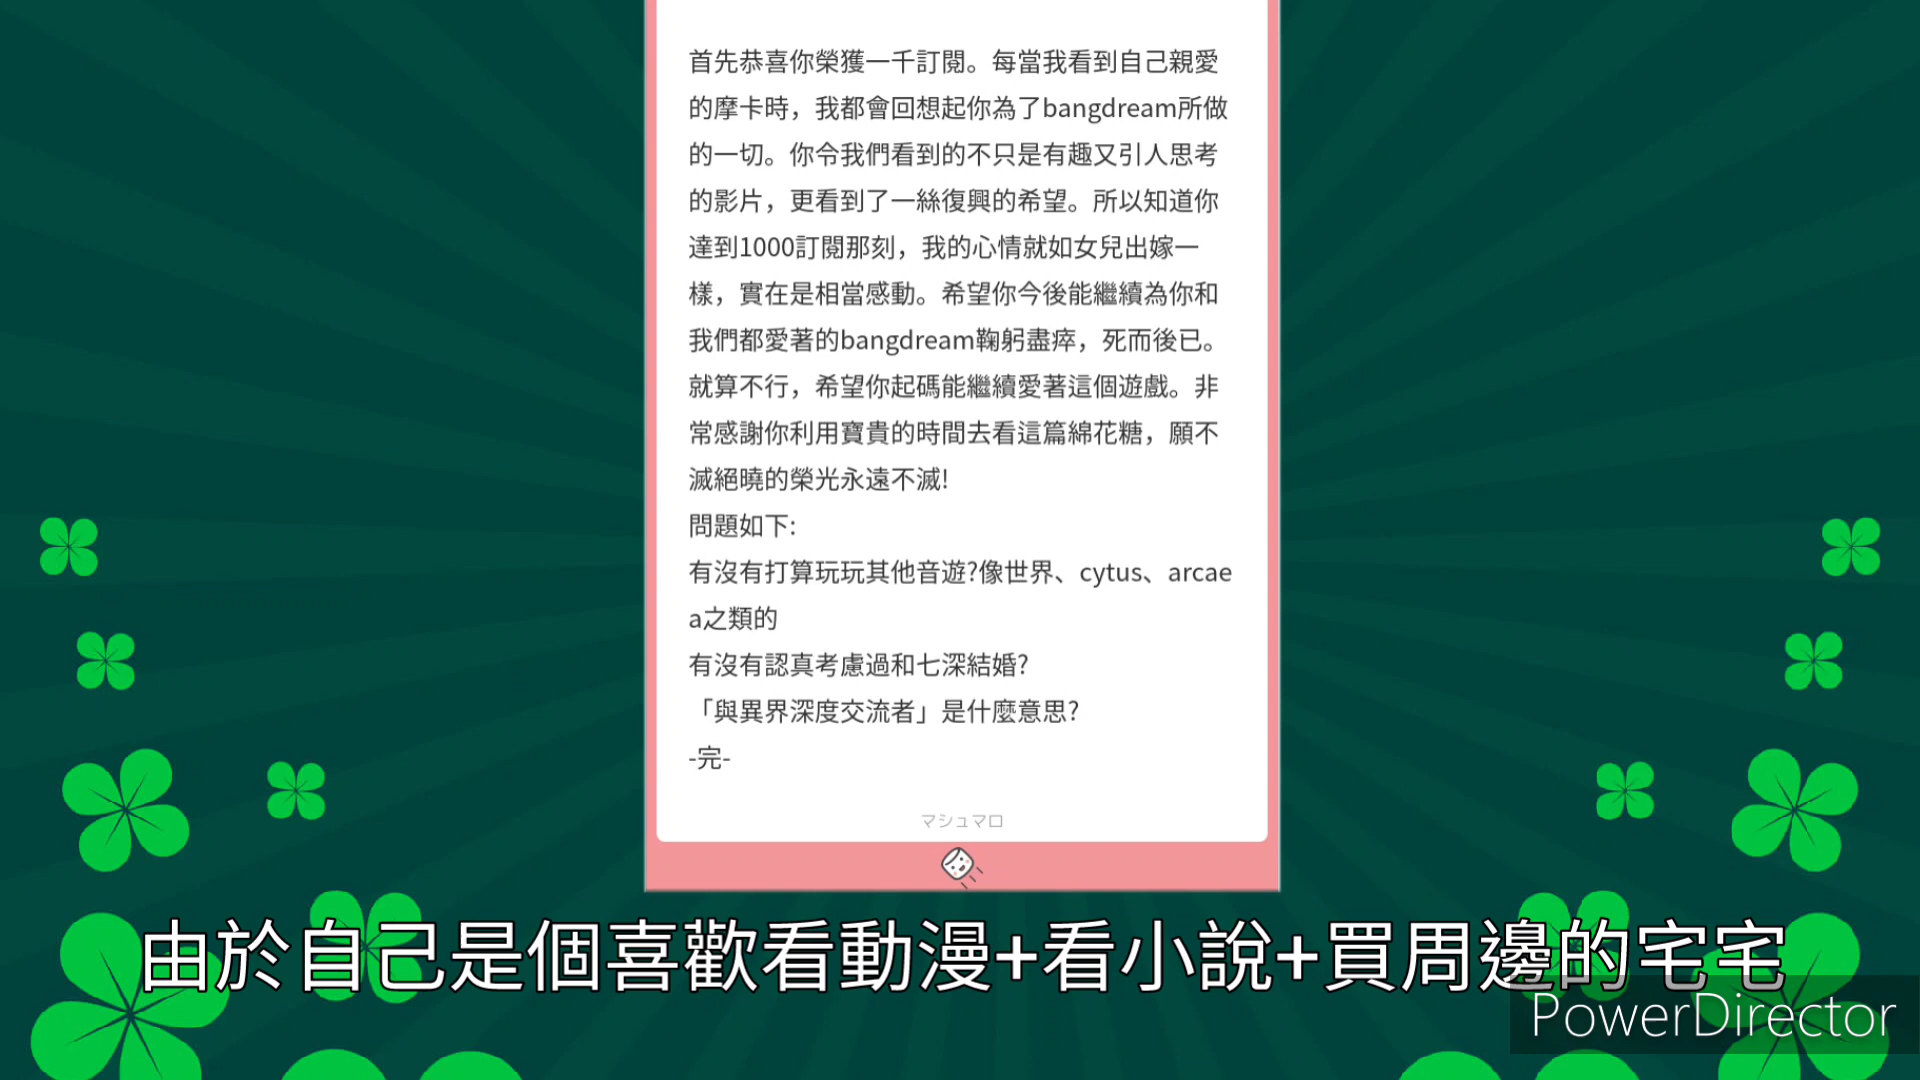 首先恭喜你榮獲一千訂閱。每當我看到自己親愛
的摩卡時，我都會回想起你為了bangdream所做
的一切。你令我們看到的不只是有趣又引人思考
的影片，更看到了一絲復興的希望。所以知道你
達到1000訂閱那刻，我的心情就如女兒出嫁一
樣，實在是相當感動。希望你今後能繼續為你和
我們都愛著的bangdream鞠躬盡瘁，死而後已。
就算不行，希望你起碼能繼續愛著這個遊戲。非
常感謝你利用寶貴的時間去看這篇綿花糖，願不
滅絕曉的榮光永遠不滅!
問題如下:
有沒有打算玩玩其他音遊?像世界、cytus、arcae
a之類的
有沒有認真考慮過和七深結婚?
「與異界深度交流者」是什麼意思?
-完-
マシュマロ
由於自己是個喜歡看動漫+看小說+買周邊的宅宅
PowerDirector